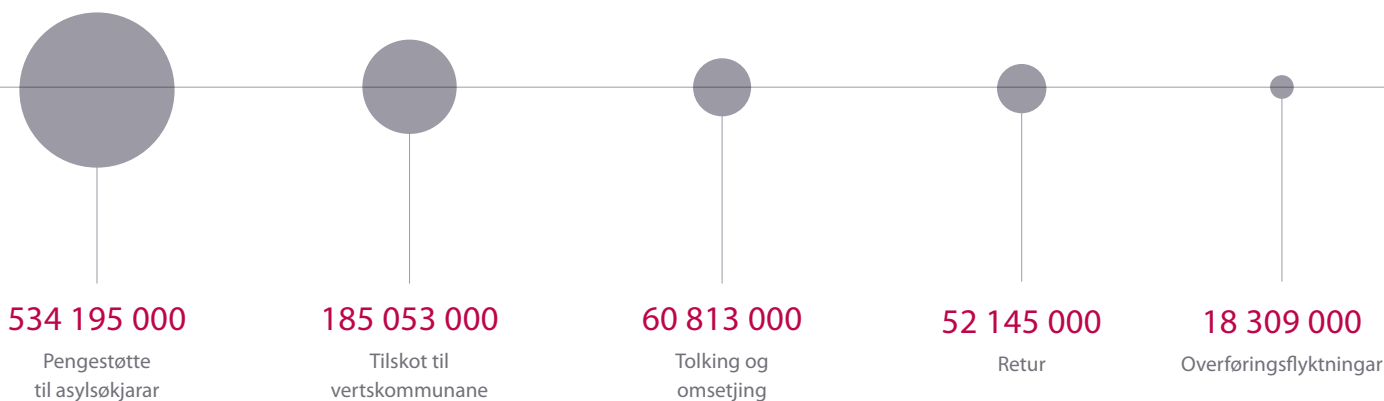 534 195 000
Pengestøtte
til asylsøkjarar
185 053 000
Tilskot til
vertskommunane
60 813 000
Tolking og
omsetjing
52 145 000
Retur
18 309 000
Overføringsflyktningar